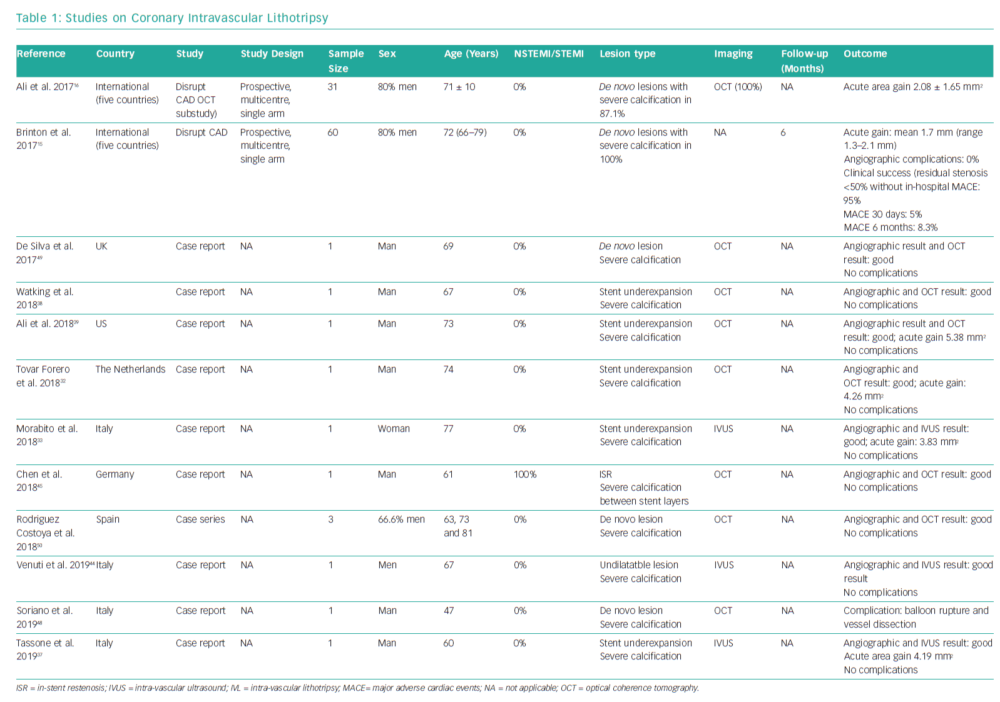 Table 1: Studies on Coronary Intravascular Lithotripsy
Reference Country Study Study Design Sample Size Sex Age (Years) NSTEMI/STEMI Lesion type Imaging Follow-up (Months) Outcome
Ali et al. 2017¹⁶ International Disrupt Prospective, 31 80% men 71 ± 10 0% De novo lesions with OCT (100%) NA Acute area gain 2.08 ± 1.65 mm²
(five countries) CAD OCT multicentre, severe calcification in
substudy) single arm 87.1%
Brinton et al. International Disrupt CAD Prospective, 60 80% men 72 (66–79) 0% De novo lesions with NA 6 Acute gain: mean 1.7 mm (range
2017¹⁵ (five countries) multicentre, severe calcification in 1.3–2.1 mm)
single arm 100% Angiographic complications: 0%
Clinical success (residual stenosis
<50% without in-hospital MACE:
95%
MACE 30 days: 5%
MACE 6 months: 8.3%
De Silva et al. UK Case report NA 1 Man 69 0% De novo lesion OCT NA Angiographic result and OCT
2017⁴⁹ Severe calcification result: good
No complications
Watking et al. Case report NA 1 Man 67 0% Stent underexpansion OCT NA Angiographic and OCT result: good
2018³⁸ Severe calcification No complications
Ali et al. 2018³⁹ US Case report NA 1 Man 73 0% Stent underexpansion OCT NA Angiographic result and OCT
Severe calcification result: good; acute gain 5.38 mm²
No complications
Tovar Forero The Netherlands Case report NA 1 Man 74 0% Stent underexpansion OCT NA Angiographic and
et al. 2018³² Severe calcification OCT result: good; acute gain:
4.26 mm²
No complications
Morabito et al. Italy Case report NA 1 Woman 77 0% Stent underexpansion IVUS NA Angiographic and IVUS result:
2018³³ Severe calcification good; acute gain: 3.83 mm²
No complications
Chen et al. Germany Case report NA 1 Man 61 100% ISR OCT NA Angiographic and OCT result: good
2018⁴⁵ Severe calcification No complications
between stent layers
Rodriguez Spain Case series NA 3 66.6% men 63, 73 0% De novo lesion OCT NA Angiographic and OCT result: good
Costoya et al. and 81 Severe calcification No complications
2018⁵⁰
Venuti et al. 2019⁴⁴ Italy Case report NA 1 Men 67 0% Undilatatble lesion IVUS NA Angiographic and IVUS result: good
Severe calcification result
No complications
Soriano et al. Italy Case report NA 1 Man 47 0% De novo lesion OCT NA Complication: balloon rupture and
2019⁴⁸ Severe calcification vessel dissection
Tassone et al. Italy Case report NA 1 Man 60 0% Stent underexpansion IVUS NA Angiographic and IVUS result: good
2019³⁷ Severe calcification Acute area gain 4.19 mm²
No complications
ISR = in-stent restenosis; IVUS = intra-vascular ultrasound; IVL = intra-vascular lithotripsy; MACE= major adverse cardiac events; NA = not applicable; OCT = optical coherence tomography.